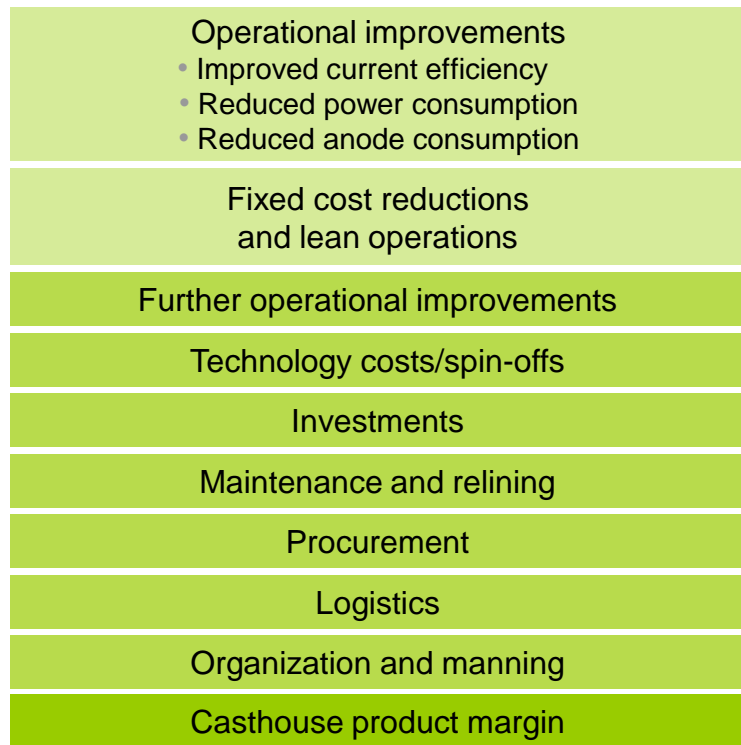 Operational improvements
• Improved current efficiency
• Reduced power consumption
• Reduced anode consumption
Fixed cost reductions
and lean operations
Further operational improvements
Technology costs/spin-offs
Investments
Maintenance and relining
Procurement
Logistics
Organization and manning
Casthouse product margin